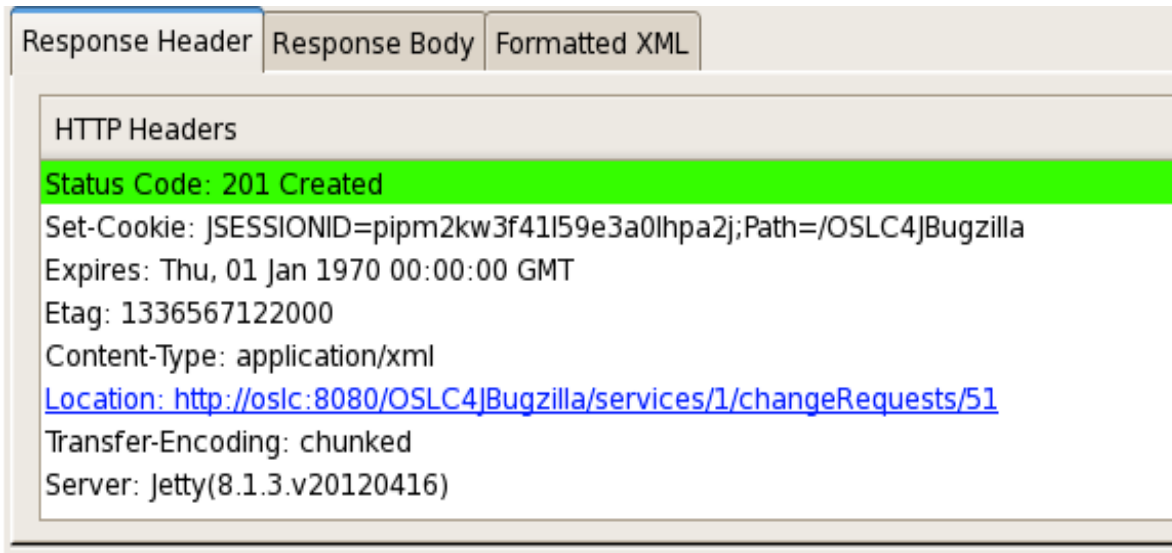 Response Header Response Body Formatted XML
HTTP Headers
Status Code: 201 Created
Set-Cookie: JSESSIONID=pipm2kw3f41l59e3a0lhpa2j;Path=/OSLC4JBugzilla
Expires: Thu, 01 Jan 1970 00:00:00 GMT
Etag: 1336567122000
Content-Type: application/xml
Location: http://oslc:8080/OSLC4JBugzilla/services/1/changeRequests/51
Transfer-Encoding: chunked
Server: Jetty(8.1.3.v20120416)